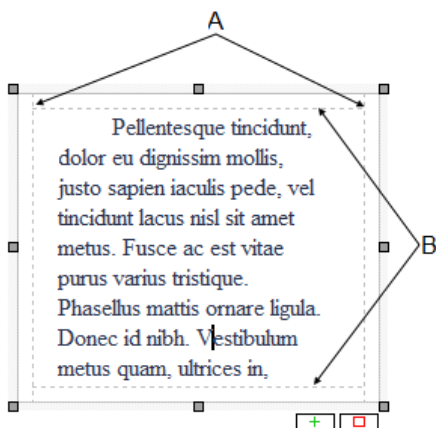 A
Pellentesque tincidunt,
dolor eu dignissim mollis,
justo sapien iaculis pede, vel
tincidunt lacus nisl sit amet
metus. Fusce ac est vitae
B
purus varius tristique.
Phasellus mattis ornare ligula.
Donec id nibh. Vestibulum
metus quam, ultrices in,